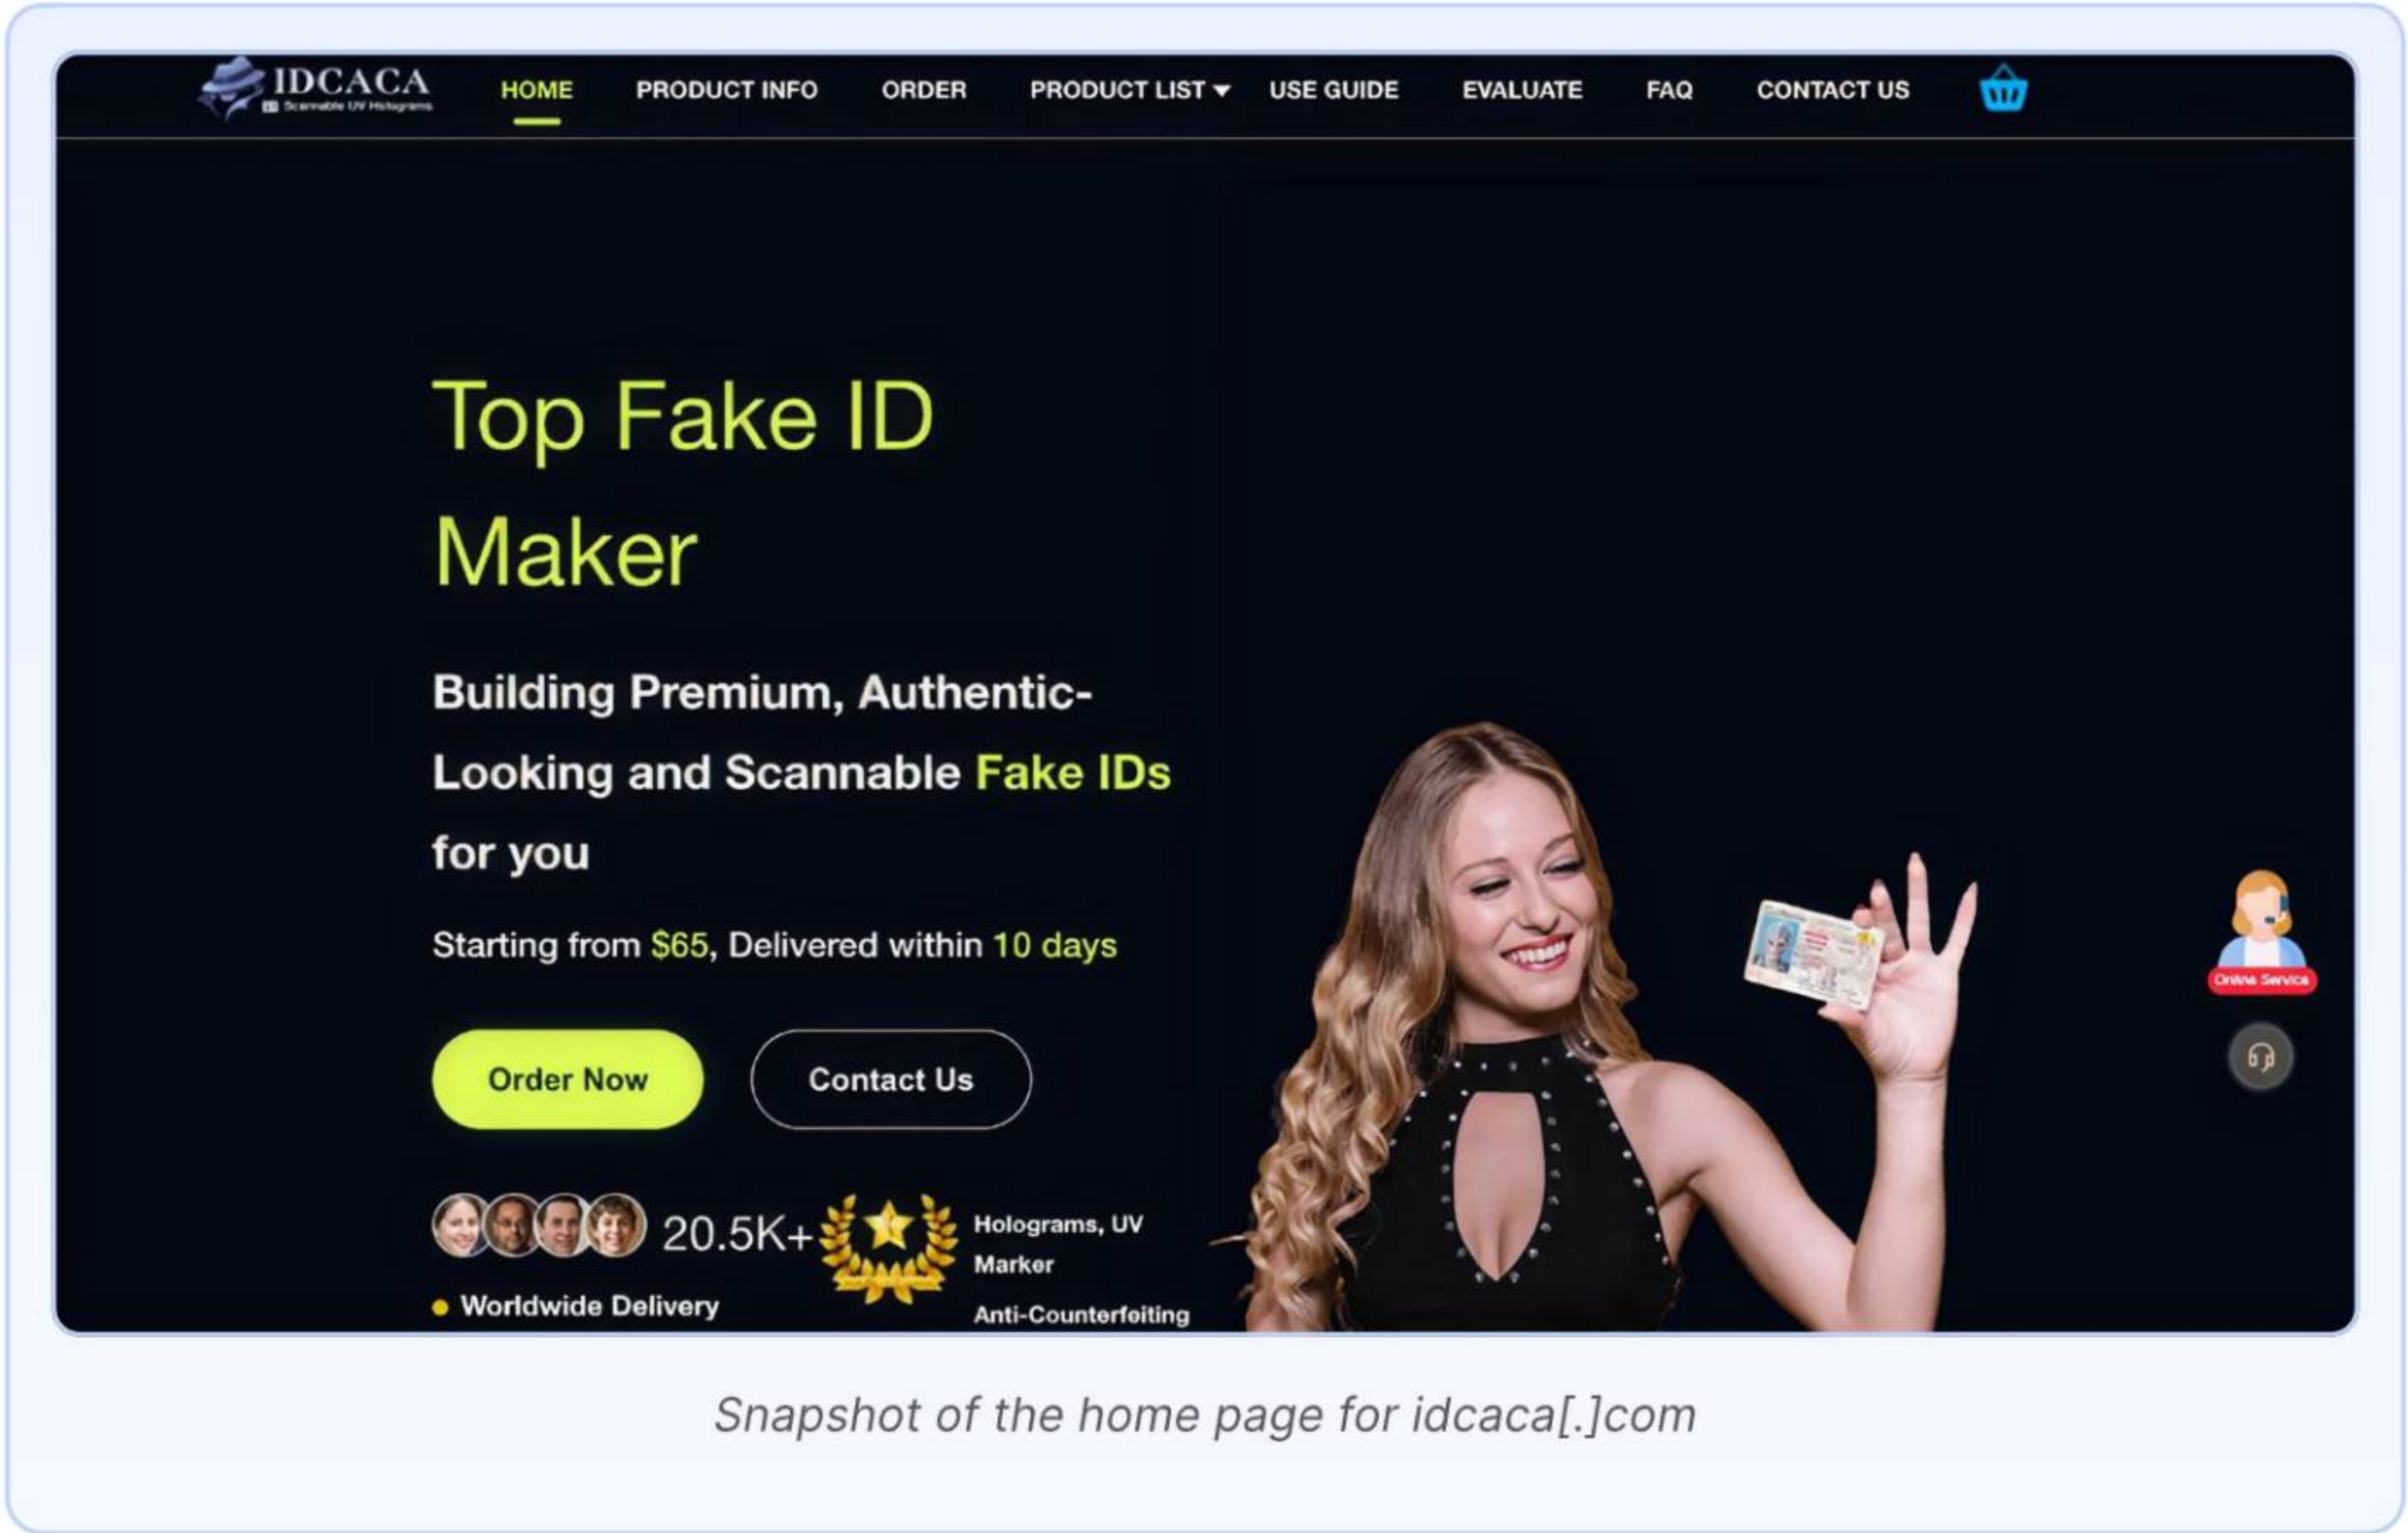 IDCACA
Scannable UV Holograms
HOME
PRODUCT INFO
ORDER
PRODUCT LIST
USE GUIDE
EVALUATE
FAQ
CONTACT US
Top Fake ID
Maker
Building Premium, Authentic-
Looking and Scannable Fake IDs
for you
Starting from $65, Delivered within 10 days
Order Now
Contact Us
20.5K+
Worldwide Delivery
Holograms, UV
Marker
Anti-Counterfeiting
Online Service
Snapshot of the home page for idcaca[.]com